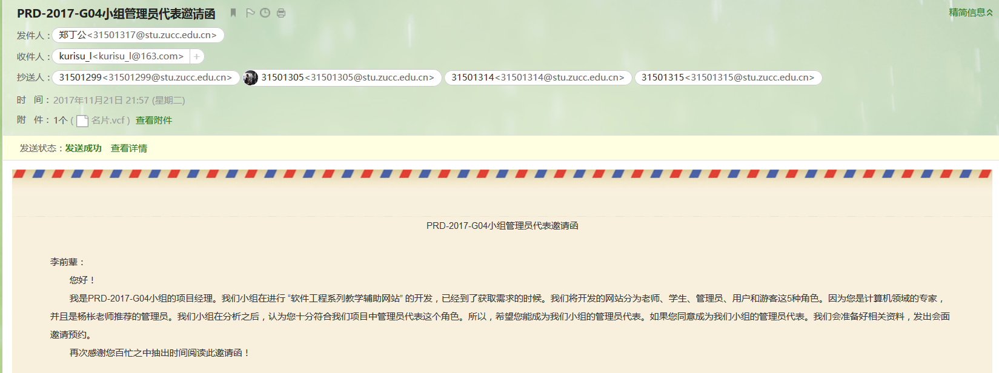 PRD-2017-G04小组管理员代表邀请函
精简信息
发件人：郑丁公<31501317@stu.zucc.edu.cn>
收件人：kurisu_l<kurisu_l@163.com> +
抄送人：31501299<31501299@stu.zucc.edu.cn> 31501305<31501305@stu.zucc.edu.cn> 31501314<31501314@stu.zucc.edu.cn> 31501315<31501315@stu.zucc.edu.cn>
时 间：2017年11月21日 21:57 (星期二)
附 件：1个 ( 名片.vcf ) 查看附件
发送状态：发送成功 查看详情
PRD-2017-G04小组管理员代表邀请函
李前辈：
您好！
我是PRD-2017-G04小组的项目经理。我们小组在进行 “软件工程系列教学辅助网站” 的开发，已经到了获取需求的时候。我们将开发的网站分为老师、学生、管理员、用户和游客这5种角色。因为您是计算机领域的专家，
并且是杨枨老师推荐的管理员。我们小组在分析之后，认为您十分符合我们项目中管理员代表这个角色。所以，希望您能成为我们小组的管理员代表。如果您同意成为我们小组的管理员代表。我们会准备好相关资料，发出会面
邀请预约。
再次感谢您百忙之中抽出时间阅读此邀请函！